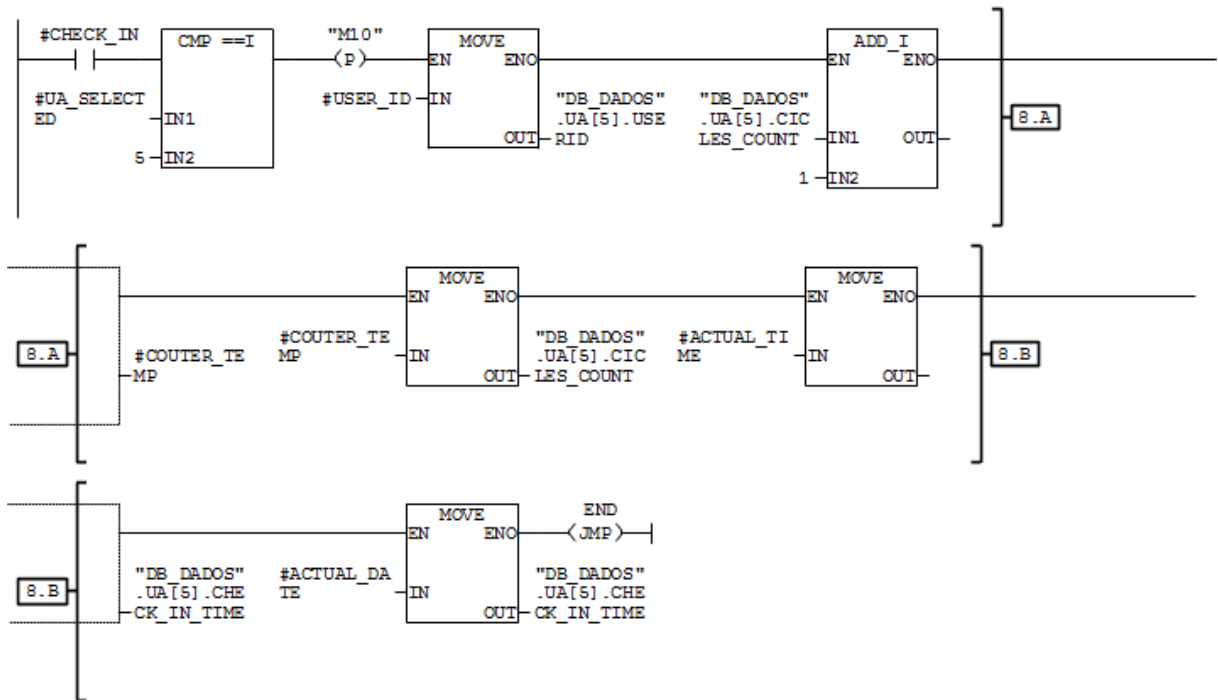 #CHECK_IN
CMP ==I
"M10"
(P)
MOVE
ADD_I
EN ENO
EN ENO
#UA_SELECT
ED
IN1
5 IN2
#USER_ID IN
OUT
"DB_DADOS"
.UA[5].USE
RID
"DB_DADOS"
.UA[5].CIC
LES_COUNT
IN1
OUT
1 IN2
8.A
8.A
#COUTER_TE
MP
MOVE
EN ENO
#COUTER_TE
MP
IN
OUT
"DB_DADOS"
.UA[5].CIC
LES_COUNT
MOVE
EN ENO
#ACTUAL_TI
ME
IN
OUT
8.B
8.B
"DB_DADOS"
.UA[5].CHE
CK_IN_TIME
MOVE
EN ENO
#ACTUAL_DA
TE
IN
OUT
END
(JMP)
"DB_DADOS"
.UA[5].CHE
CK_IN_TIME